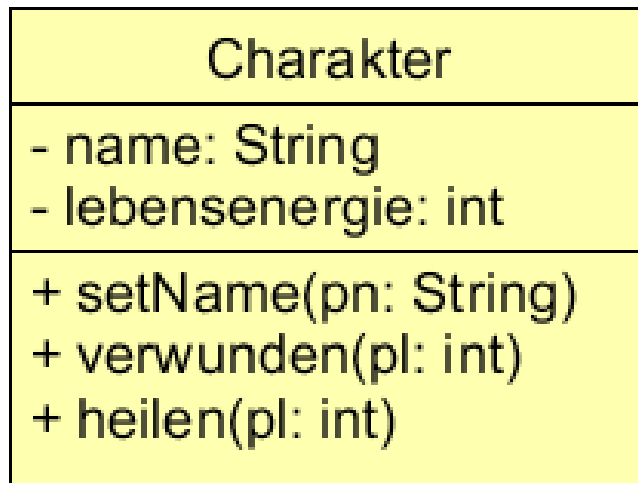 Charakter
- name: String
- lebensenergie: int
+ setName(pn: String)
+ verwunden(pl: int)
+ heilen(pl: int)